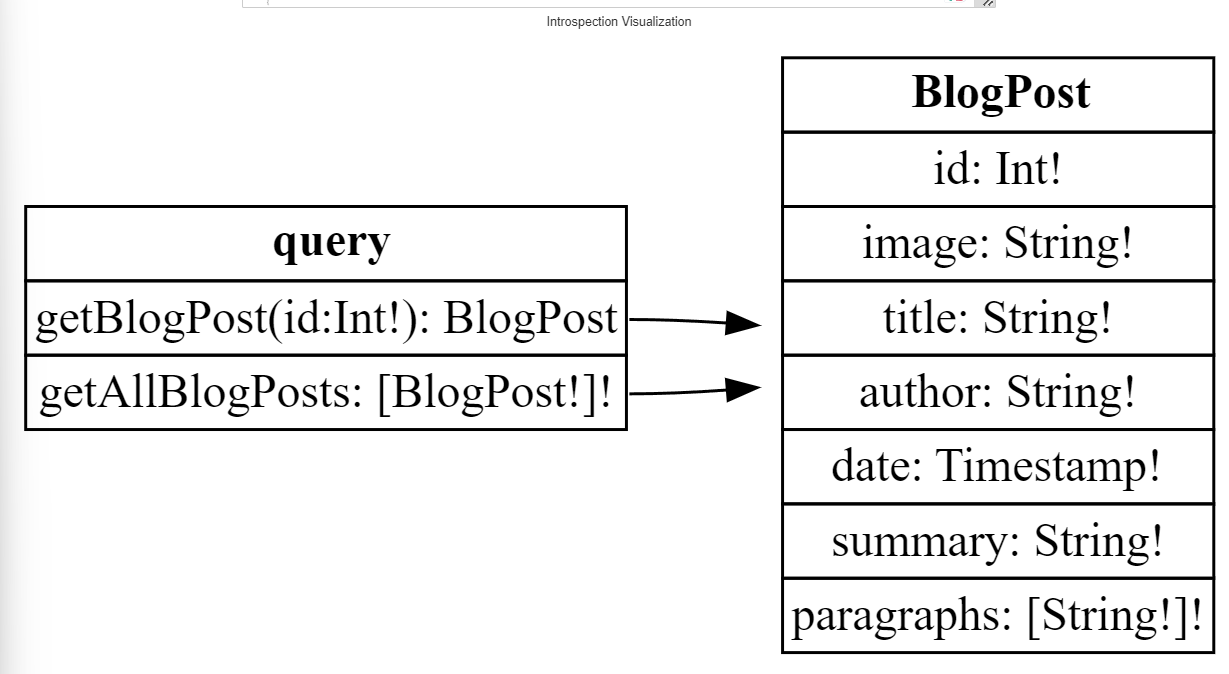 Introspection Visualization
query
getBlogPost(id:Int!): BlogPost
getAllBlogPosts: [BlogPost!]!
BlogPost
id: Int!
image: String!
title: String!
author: String!
date: Timestamp!
summary: String!
paragraphs: [String!]!